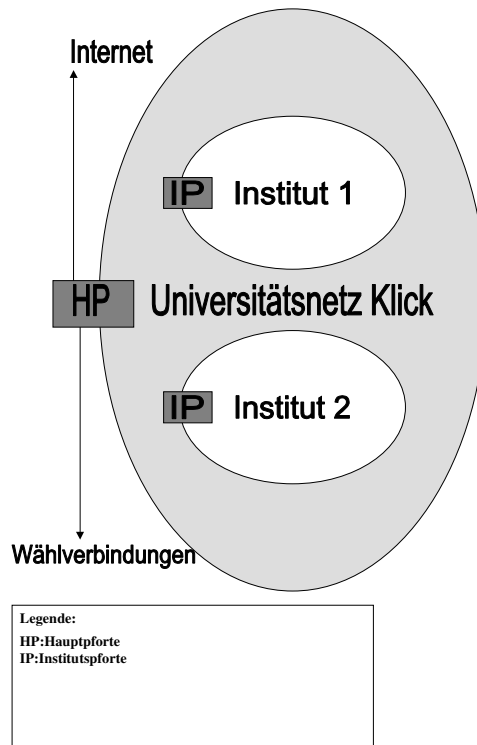 Internet
IP Institut 1
HP Universitätsnetz Klick
IP Institut 2
Wählverbindungen
Legende:
HP:Hauptpforte
IP:Institutspforte